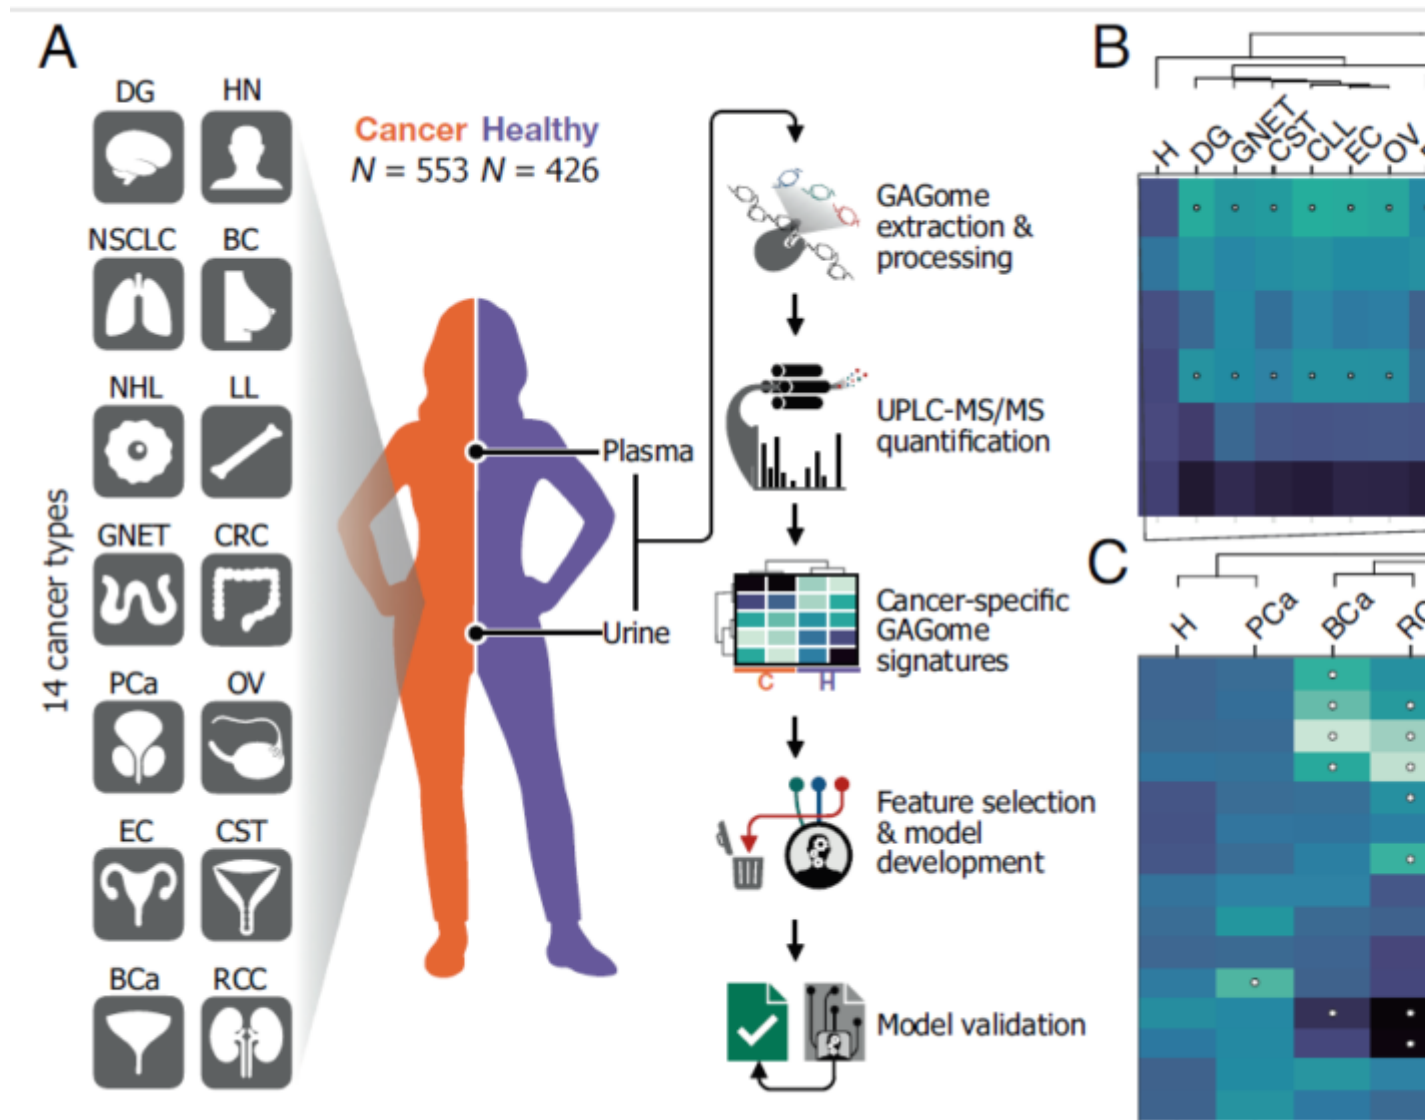 A
DG HN
NSCLC BC
NHL LL
GNET CRC
PCa OV
EC CST
BCa RCC
14 cancer types
Cancer Healthy
N = 553 N = 426
Plasma
Urine
GAGome
extraction &
processing
UPLC-MS/MS
quantification
Cancer-specific
GAGome
signatures
C H
Feature selection
& model
development
Model validation
B
H DG GNET CST CLL EC OV
C
H PCa BCa